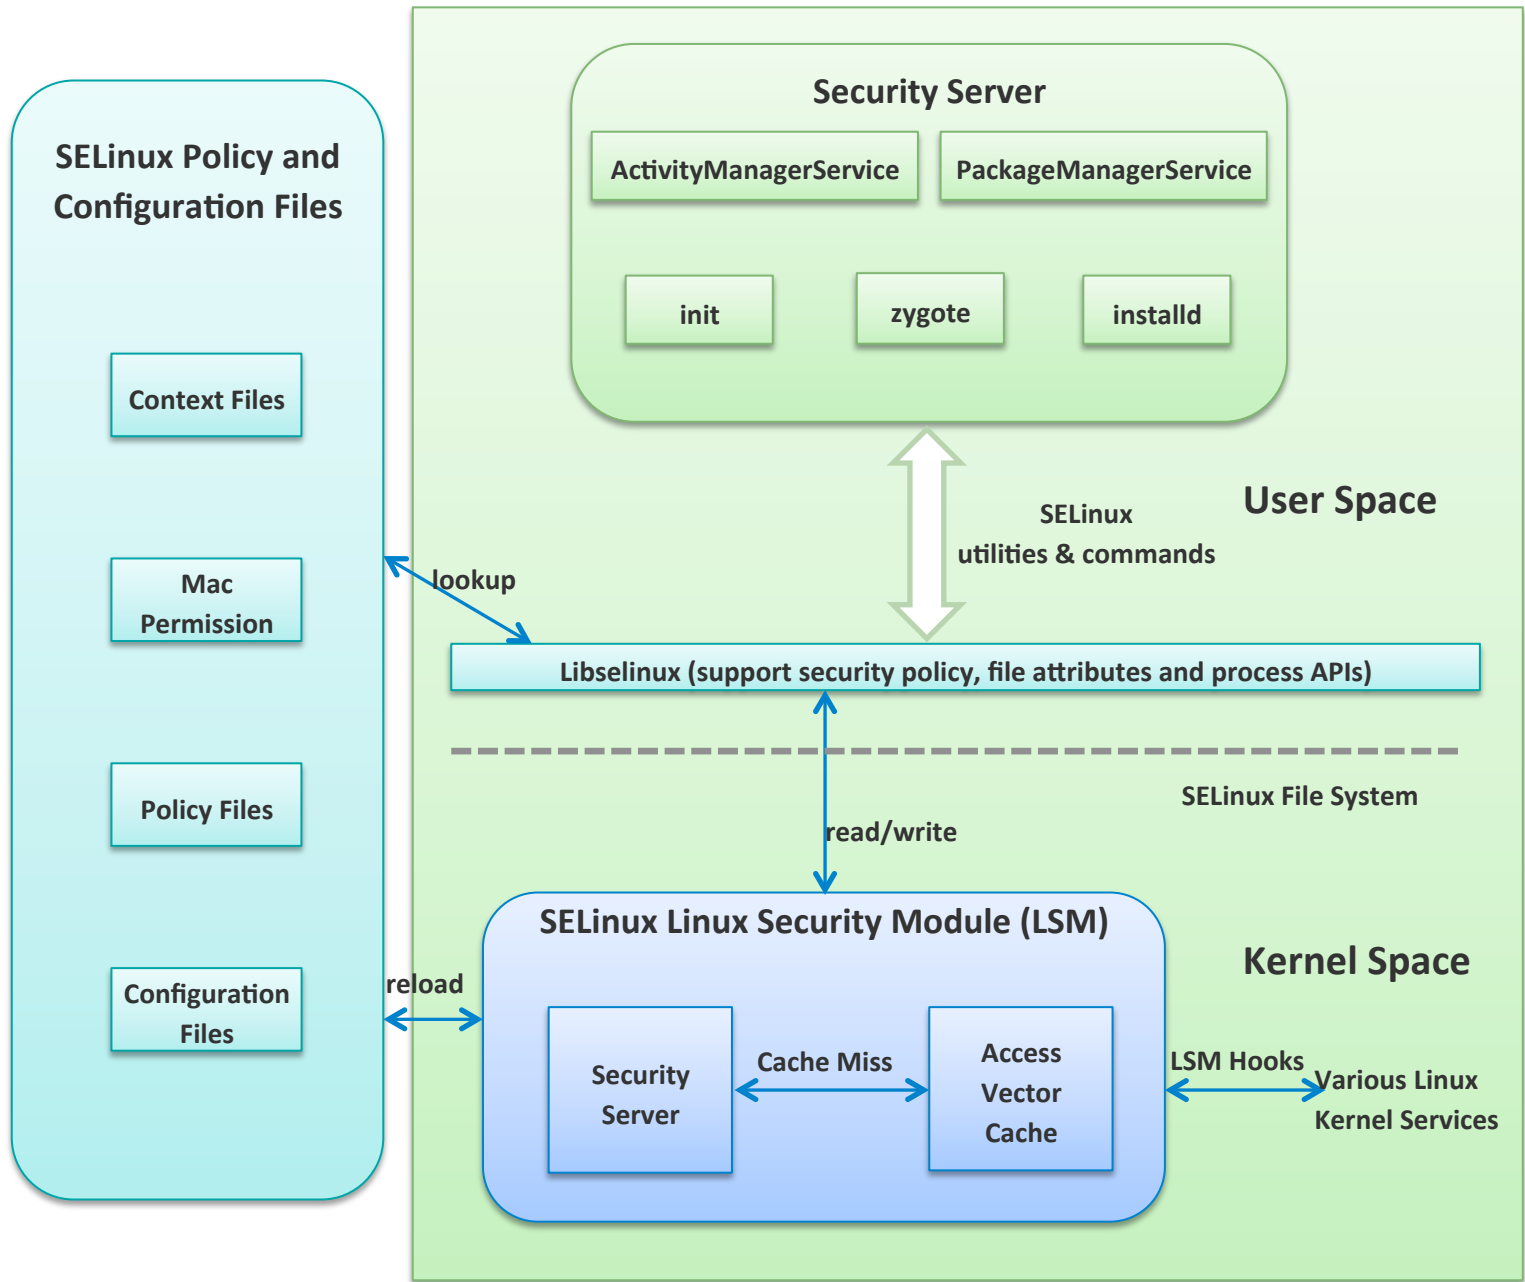 SELinux Policy and
Configuration Files
Context Files
Mac
Permission
Policy Files
Configuration
Files
Security Server
ActivityManagerService
PackageManagerService
init
zygote
installd
SELinux
utilities & commands
User Space
lookup
Libselinux (support security policy, file attributes and process APIs)
SELinux File System
read/write
SELinux Linux Security Module (LSM)
Kernel Space
reload
Security
Server
Cache Miss
Access
Vector
Cache
LSM Hooks
Various Linux
Kernel Services